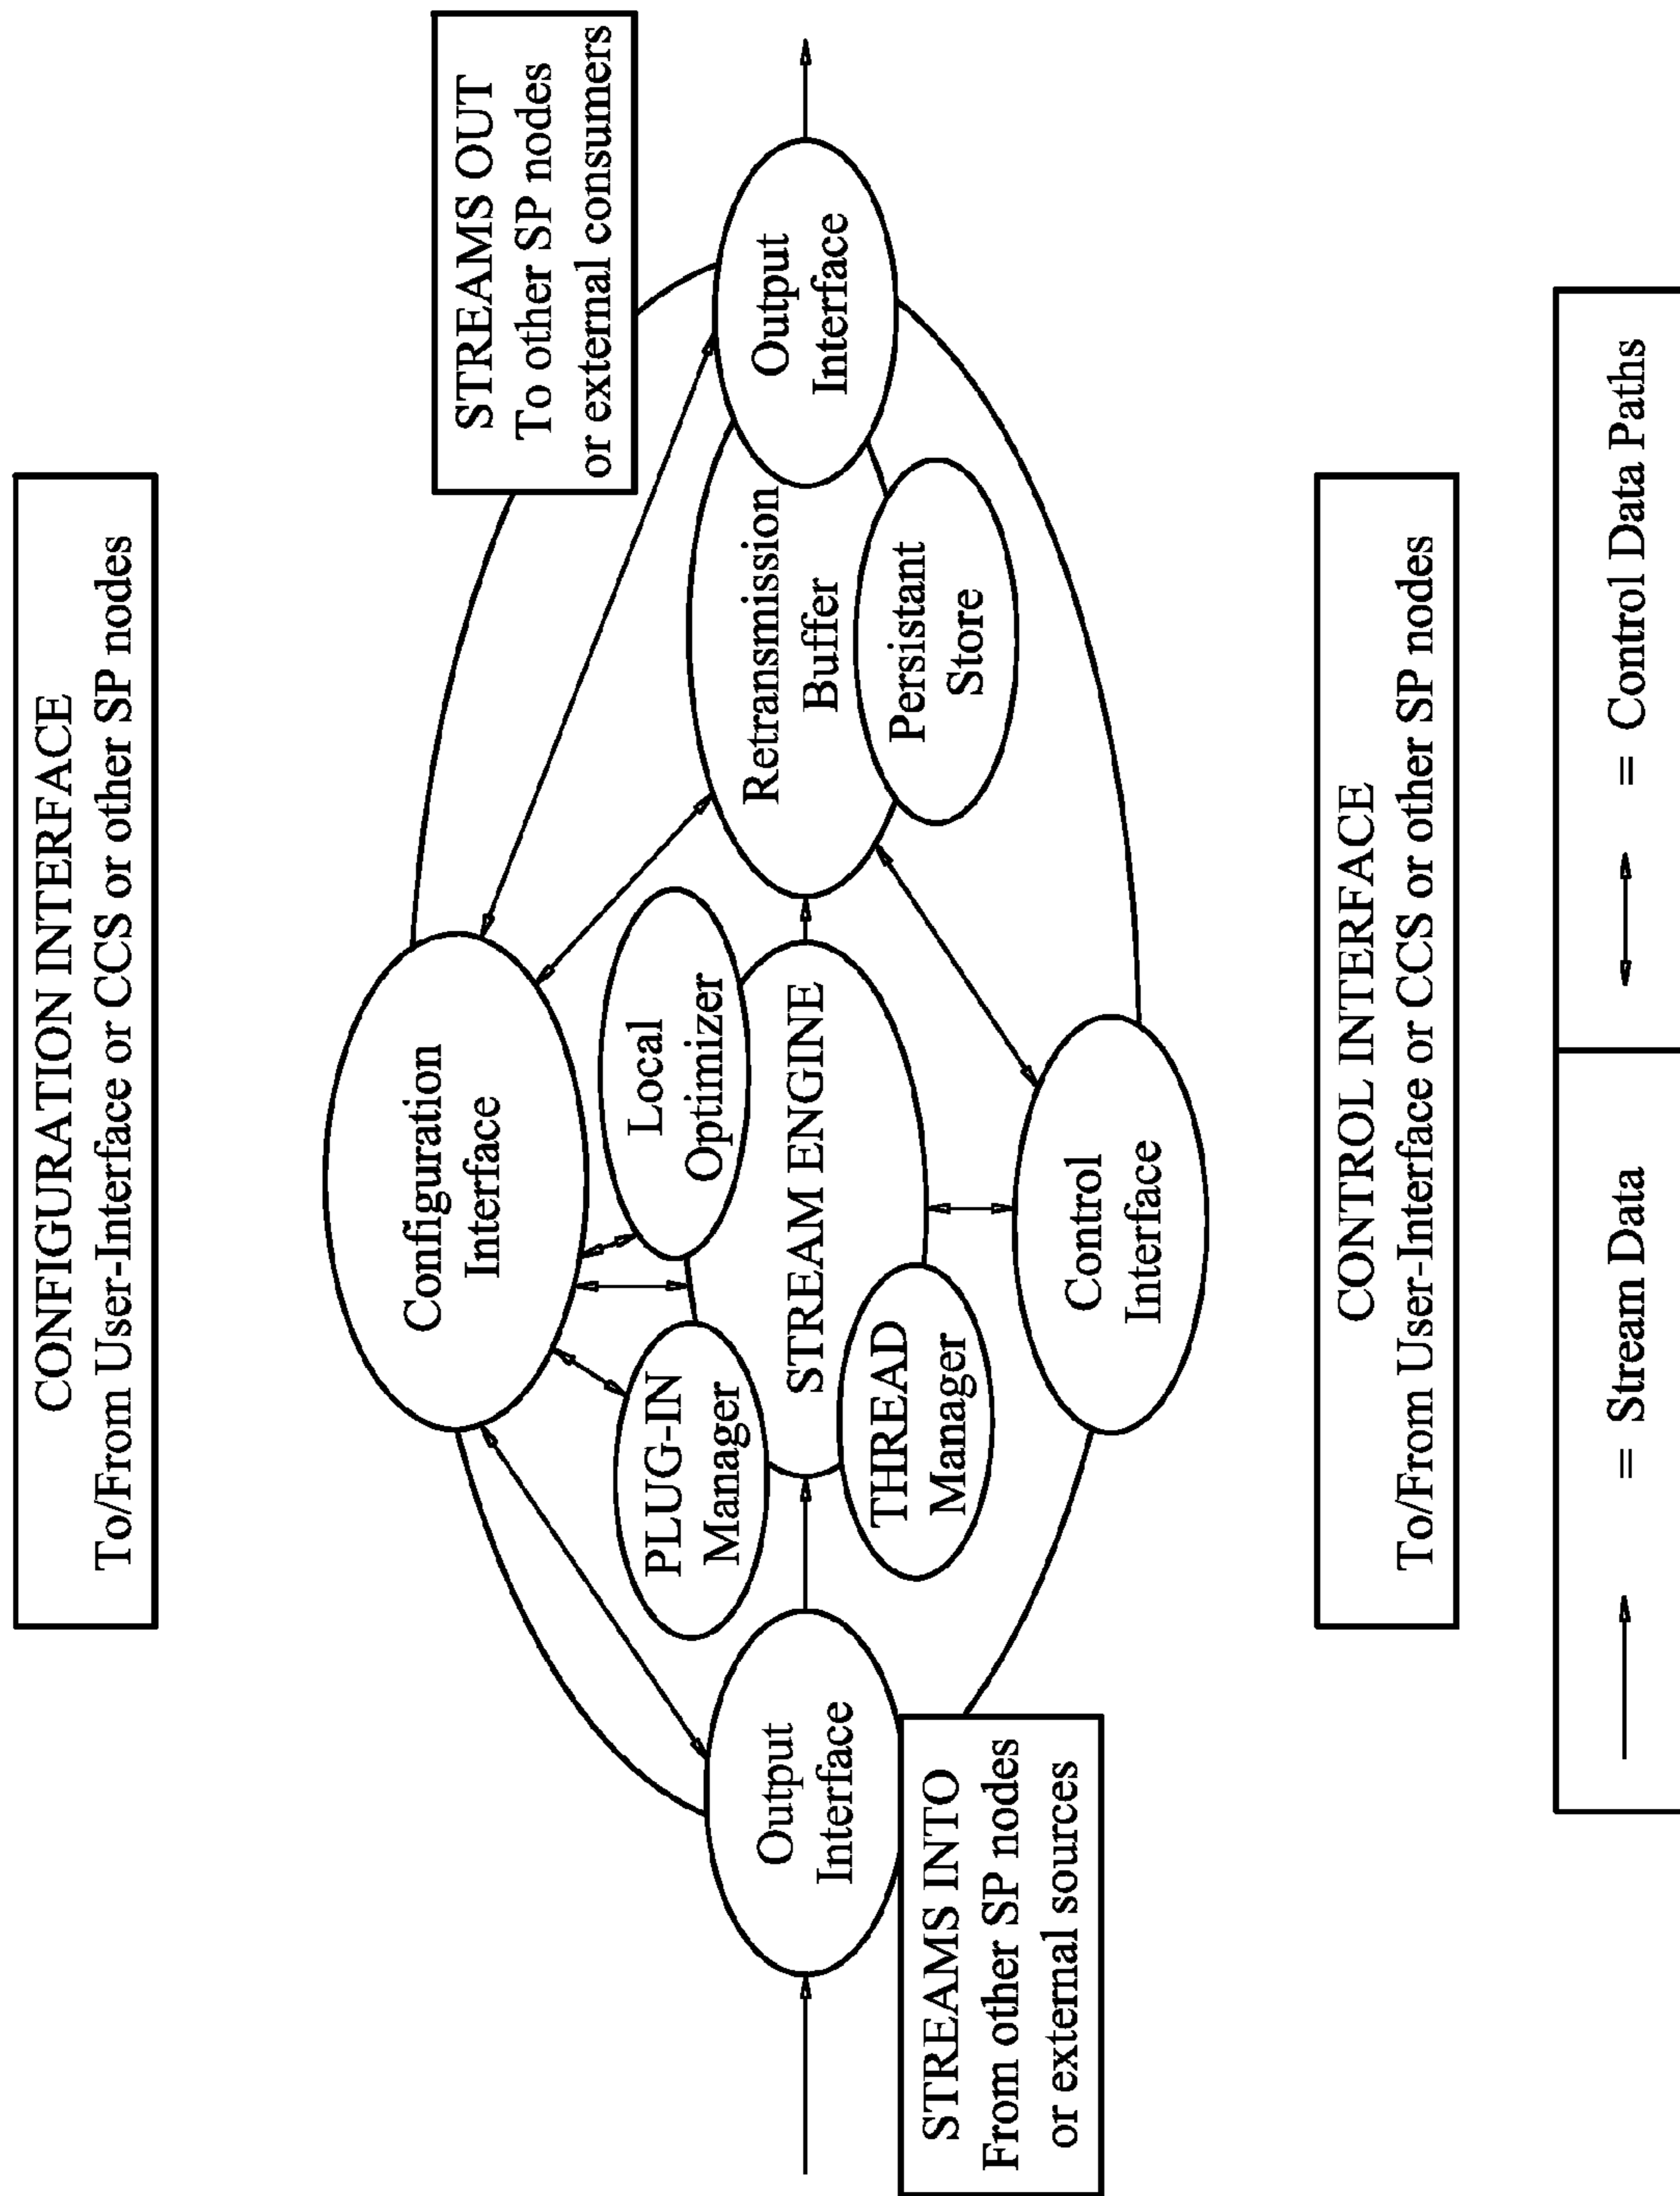 CONFIGURATION INTERFACE
To/From User-Interface or CCS or other SP nodes
STREAMS OUT
To other SP nodes
or external consumers
Configuration
Interface
Local
Optimizer
PLUG-IN
Manager
STREAM ENGINE
THREAD
Manager
Retransmission
Buffer
Persistant
Store
Output
Interface
Output
Interface
Control
Interface
STREAMS INTO
From other SP nodes
or external sources
CONTROL INTERFACE
To/From User-Interface or CCS or other SP nodes
= Stream Data
= Control Data Paths